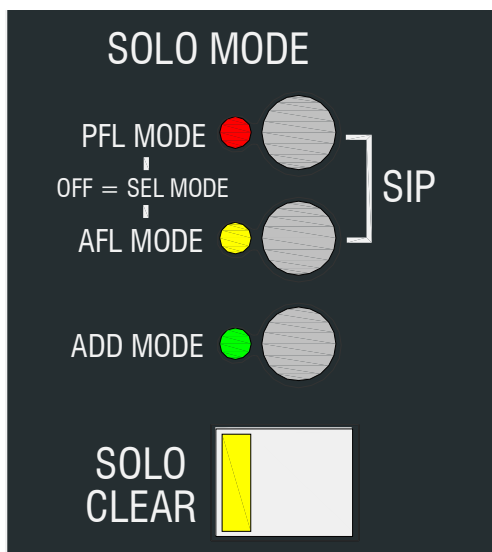 SOLO MODE
PFL MODE
OFF = SEL MODE
SIP
AFL MODE
ADD MODE
SOLO
CLEAR